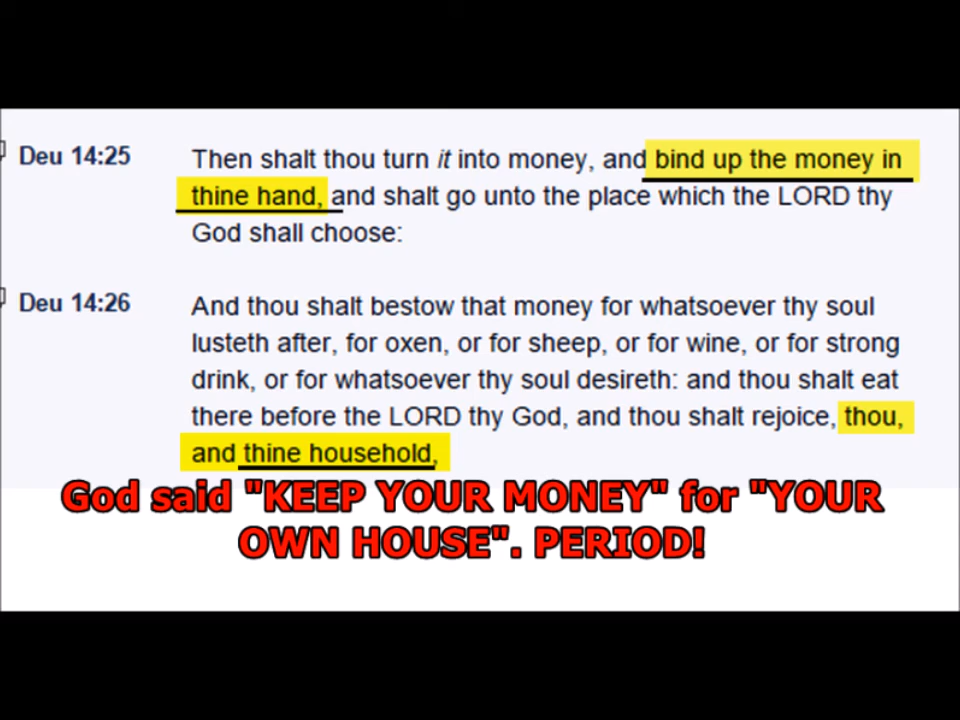 Deu 14:25 Then shalt thou turn it into money, and bind up the money in
thine hand, and shalt go unto the place which the LORD thy
God shall choose:
Deu 14:26 And thou shalt bestow that money for whatsoever thy soul
lusteth after, for oxen, or for sheep, or for wine, or for strong
drink, or for whatsoever thy soul desireth: and thou shalt eat
there before the LORD thy God, and thou shalt rejoice, thou,
and thine household,
God said "KEEP YOUR MONEY" for "YOUR
OWN HOUSE". PERIOD!